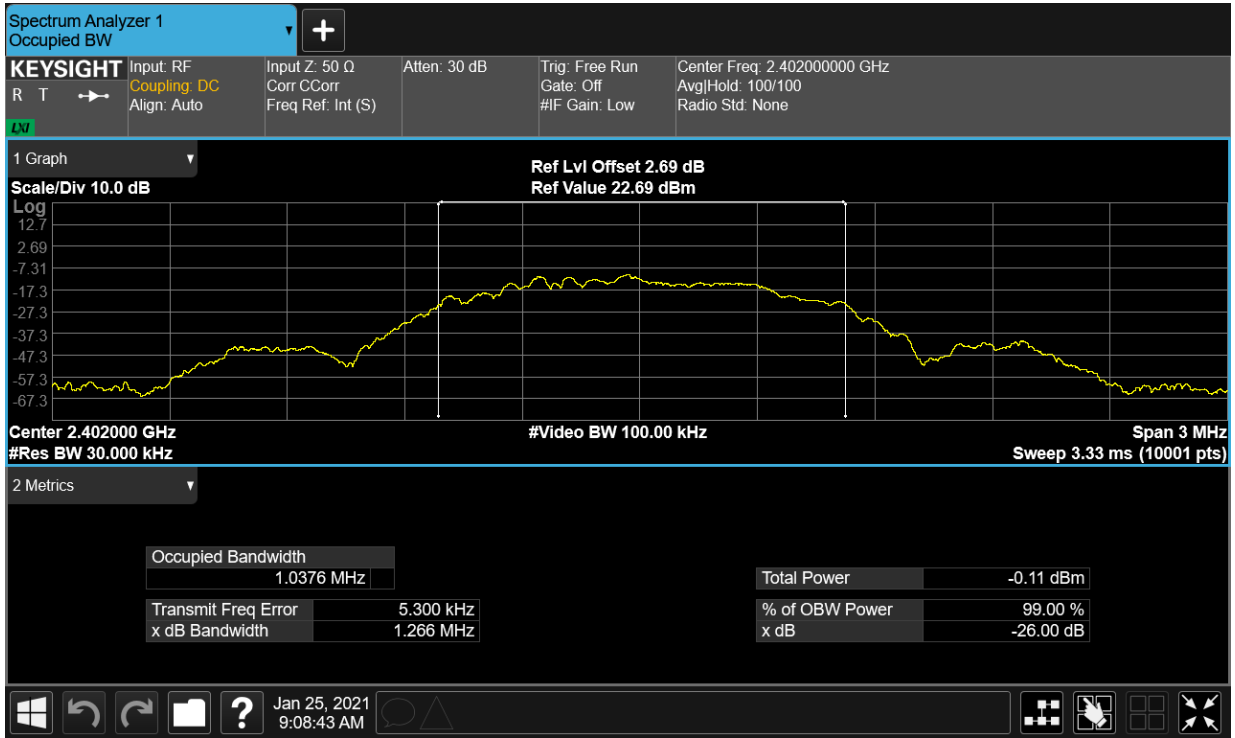 Spectrum Analyzer 1
Occupied BW
KEYSIGHT
R T
LXI
Input: RF
Coupling: DC
Align: Auto
Input Z: 50 Ω
Corr CCorr
Freq Ref: Int (S)
Atten: 30 dB
Trig: Free Run
Gate: Off
#IF Gain: Low
Center Freq: 2.402000000 GHz
Avg|Hold: 100/100
Radio Std: None
1 Graph
Scale/Div 10.0 dB
Ref Lvl Offset 2.69 dB
Ref Value 22.69 dBm
Log
12.7
2.69
-7.31
-17.3
-27.3
-37.3
-47.3
-57.3
-67.3
Center 2.402000 GHz
#Res BW 30.000 kHz
#Video BW 100.00 kHz
Span 3 MHz
Sweep 3.33 ms (10001 pts)
2 Metrics
Occupied Bandwidth
1.0376 MHz
Transmit Freq Error 5.300 kHz
x dB Bandwidth 1.266 MHz
Total Power -0.11 dBm
% of OBW Power 99.00 %
x dB -26.00 dB
?
Jan 25, 2021
9:08:43 AM